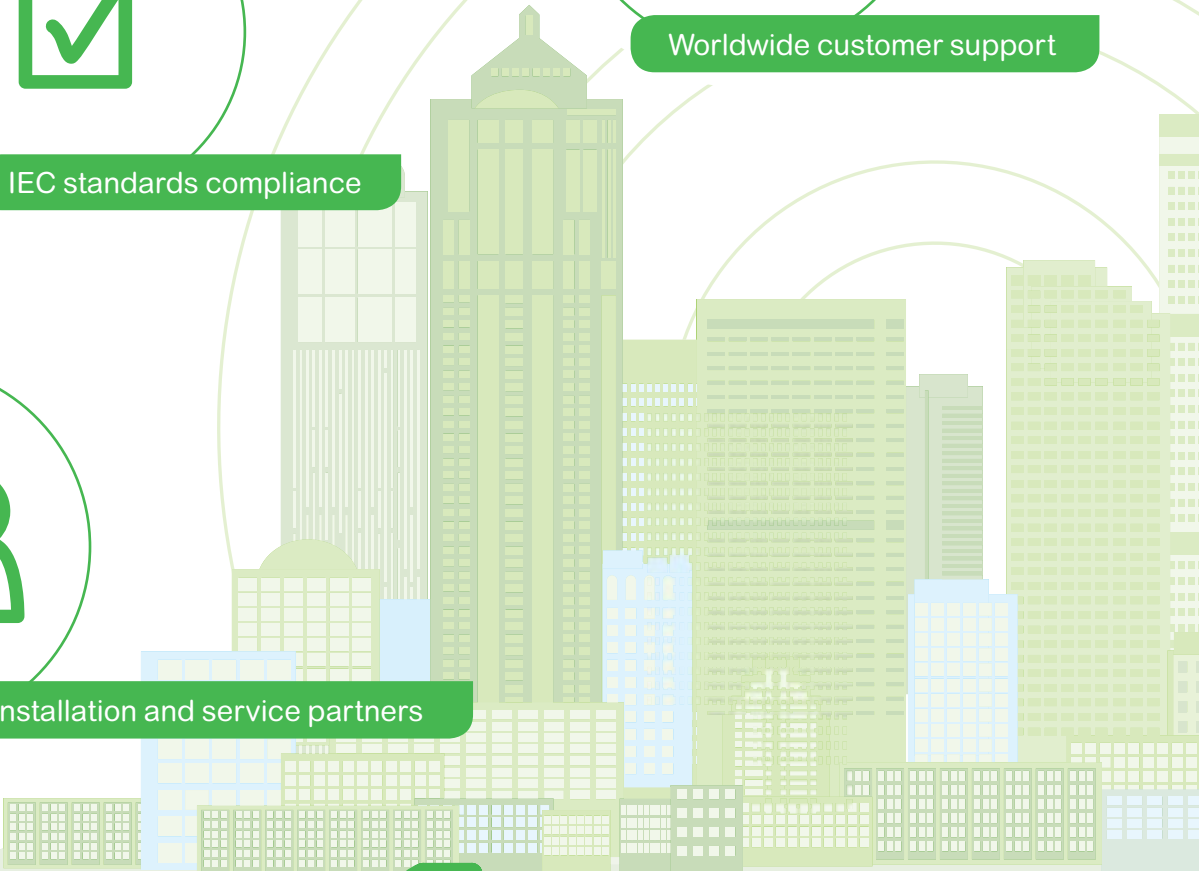 Worldwide customer support
IEC standards compliance
nstallation and service partners